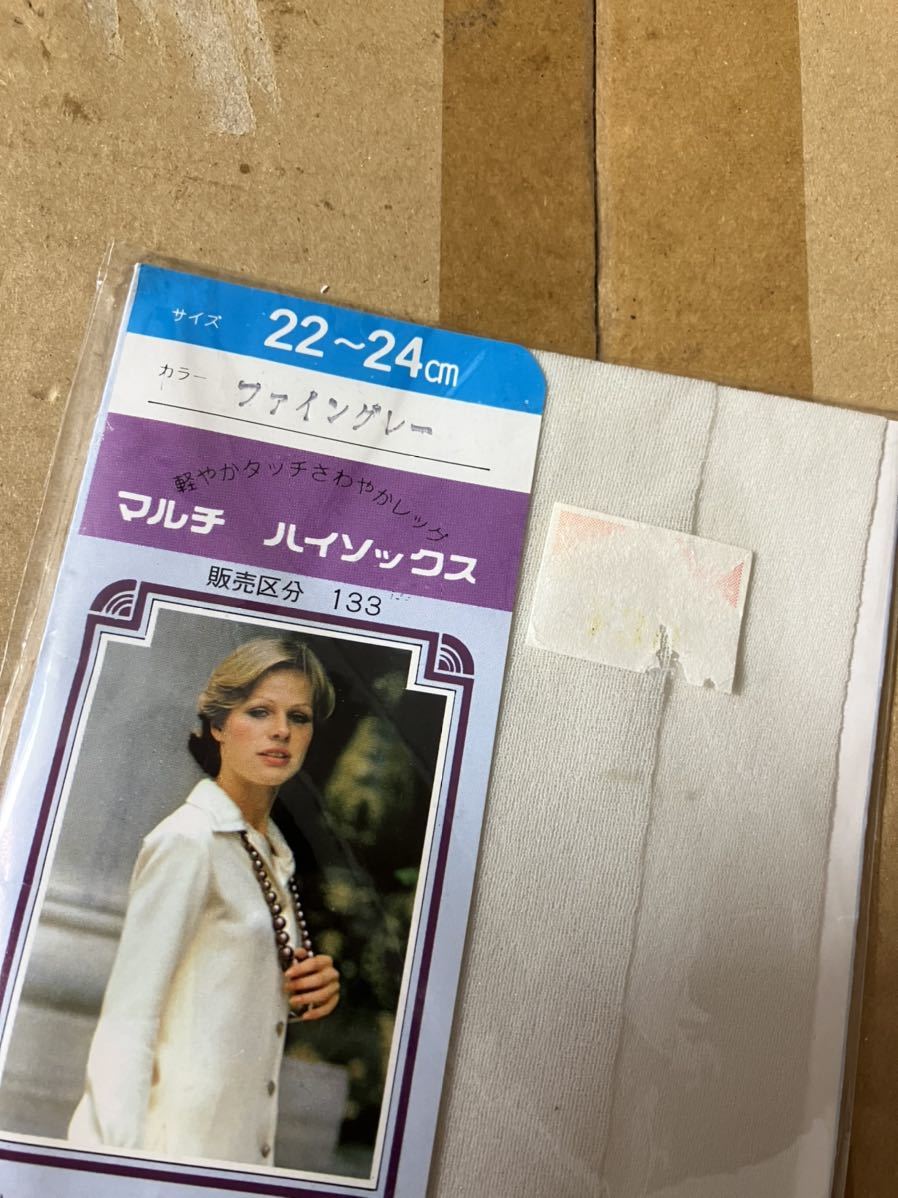 サイズ 22～24cm
カラー ファイングレー
軽やかタッチさわやかレッグ
マルチ ハイソックス
販売区分 133